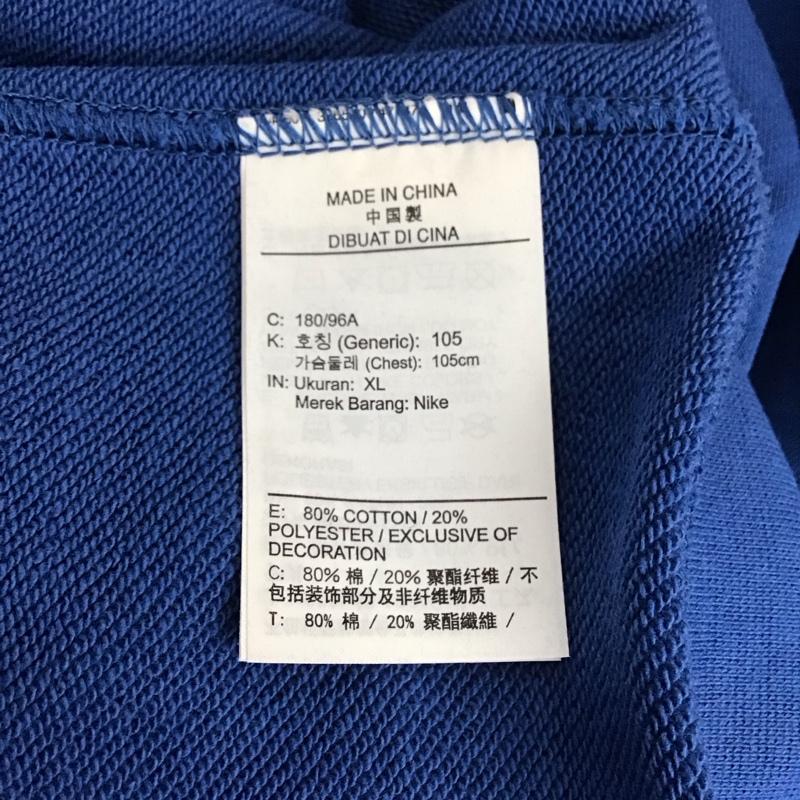 MADE IN CHINA
中国製
DIBUAT DI CINA
C: 180/96A
K: 호칭 (Generic): 105
가슴둘레 (Chest): 105cm
IN: Ukuran: XL
Merek Barang: Nike
E: 80% COTTON / 20%
POLYESTER / EXCLUSIVE OF
DECORATION
C: 80% 棉 / 20% 聚酯纤维 / 不
包括装饰部分及非纤维物质
T: 80% 棉 / 20% 聚酯纖維 /